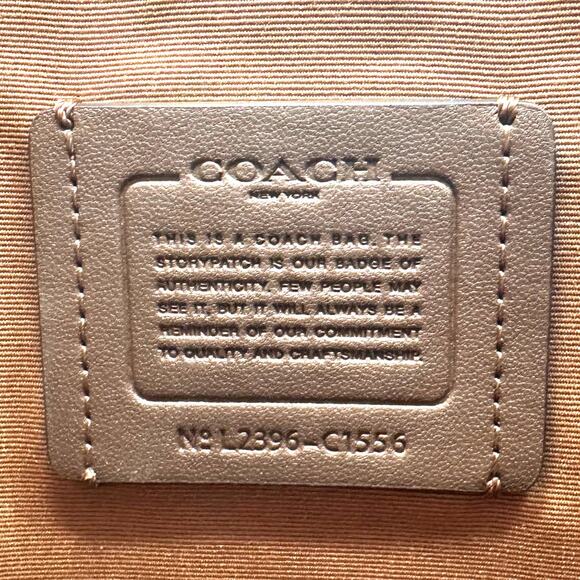 COACH
NEW YORK
THIS IS A COACH BAG. THE
STORYPATCH IS OUR BADGE OF
AUTHENTICITY. FEW PEOPLE MAY
SEE IT, BUT IT WILL ALWAYS BE A
REMINDER OF OUR COMMITMENT
TO QUALITY AND CRAFTSMANSHIP.
№ L2396-C1556